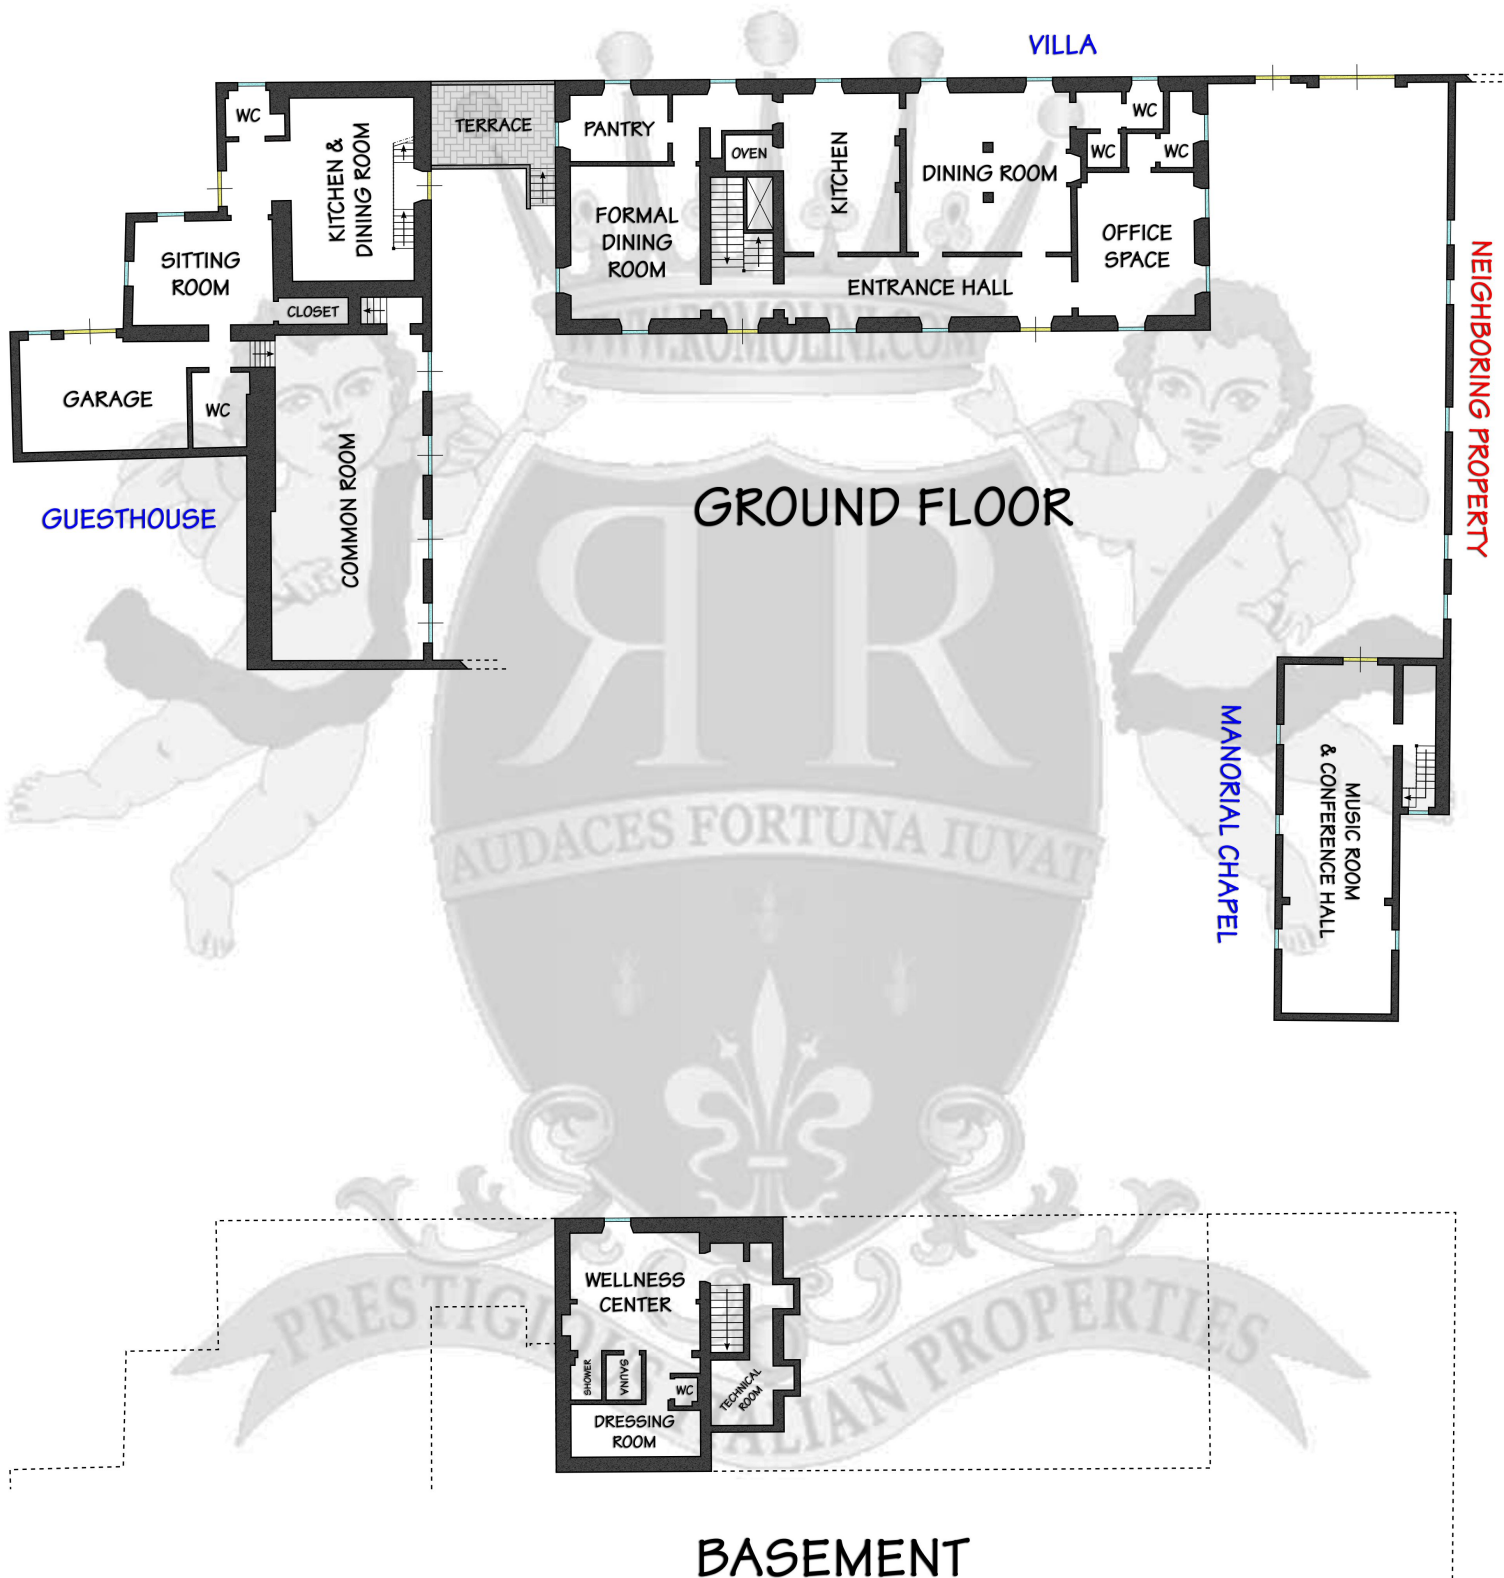 VILLA
WC
KITCHEN &
DINING ROOM
TERRACE
PANTRY
OVEN
KITCHEN
DINING ROOM
WC
WC
WC
FORMAL
DINING
ROOM
OFFICE
SPACE
SITTING
ROOM
CLOSET
ENTRANCE HALL
WWW.ROMOLINI.COM
GARAGE
WC
COMMON ROOM
GUESTHOUSE
NEIGHBORING PROPERTY
GROUND FLOOR
RR
AUDACES FORTUNA IUVAT
MANORIAL CHAPEL
MUSIC ROOM
& CONFERENCE HALL
WELLNESS
CENTER
SHOWER
SAUNA
WC
TECHNICAL
ROOM
DRESSING
ROOM
PRESTIGIOUS ITALIAN PROPERTIES
BASEMENT